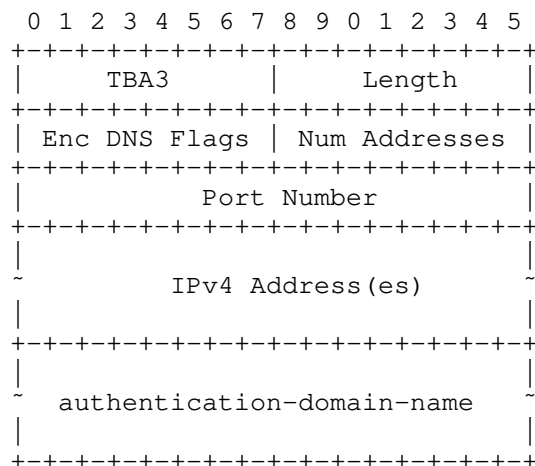 0 1 2 3 4 5 6 7 8 9 0 1 2 3 4 5
+-+-+-+-+-+-+-+-+-+-+-+-+-+-+-+-+
|     TBA3      |     Length    |
+-+-+-+-+-+-+-+-+-+-+-+-+-+-+-+-+
| Enc DNS Flags | Num Addresses |
+-+-+-+-+-+-+-+-+-+-+-+-+-+-+-+-+
|          Port Number          |
+-+-+-+-+-+-+-+-+-+-+-+-+-+-+-+-+
|                               |
~        IPv4 Address(es)       ~
|                               |
+-+-+-+-+-+-+-+-+-+-+-+-+-+-+-+-+
|                               |
~  authentication-domain-name   ~
|                               |
+-+-+-+-+-+-+-+-+-+-+-+-+-+-+-+-+